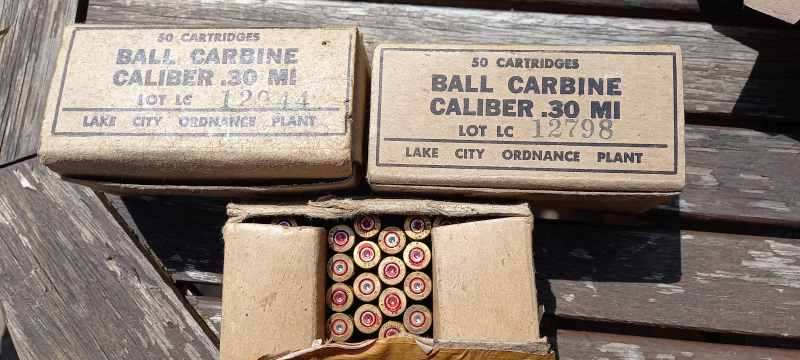 50 CARTRIDGES
BALL CARBINE
CALIBER .30 MI
LOT LC 12944
LAKE CITY ORDNANCE PLANT
50 CARTRIDGES
BALL CARBINE
CALIBER .30 MI
LOT LC 12798
LAKE CITY ORDNANCE PLANT